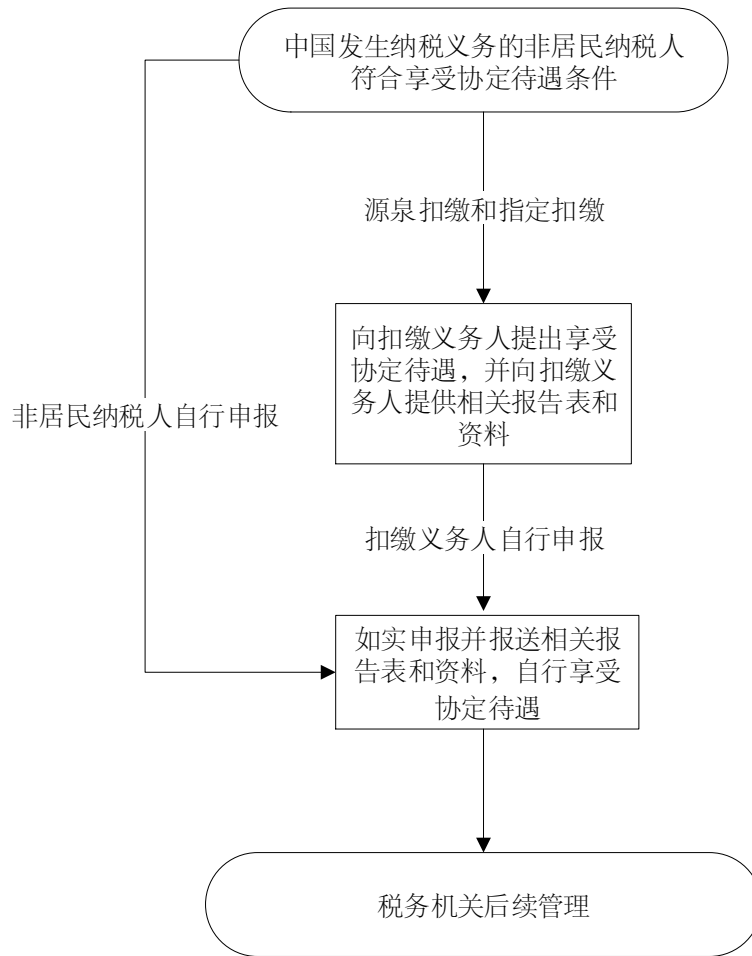 中国发生纳税义务的非居民纳税人
符合享受协定待遇条件
源泉扣缴和指定扣缴
向扣缴义务人提出享受
协定待遇，并向扣缴义
务人提供相关报告表和
资料
非居民纳税人自行申报
扣缴义务人自行申报
如实申报并报送相关报
告表和资料，自行享受
协定待遇
税务机关后续管理